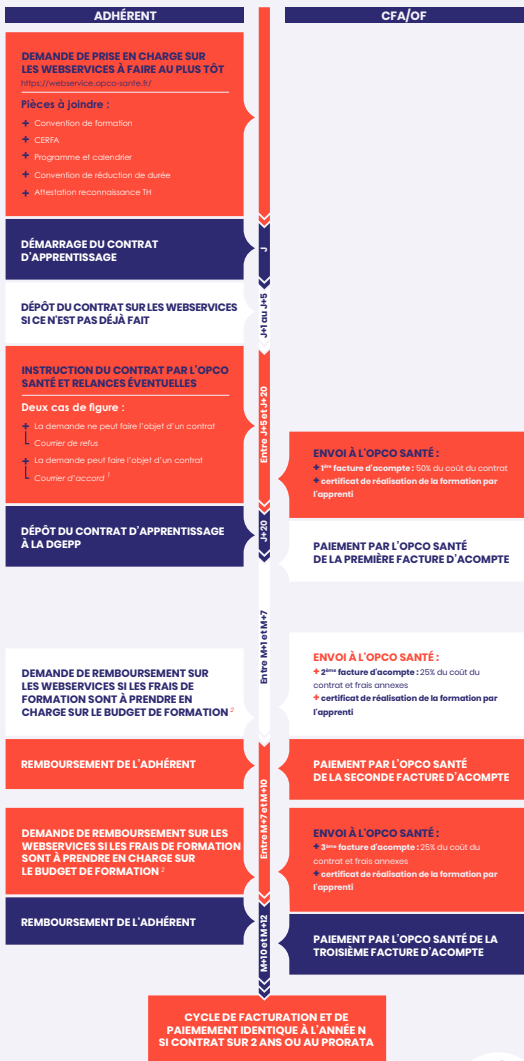 ADHÉRENT
CFA/OF
DEMANDE DE PRISE EN CHARGE SUR
LES WEBSERVICES À FAIRE AU PLUS TÔT
https://webservice.opco-sante.fr/
Pièces à joindre :
+ Convention de formation
+ CERFA
+ Programme et calendrier
+ Convention de réduction de durée
+ Attestation reconnaissance TH
DÉMARRAGE DU CONTRAT
D'APPRENTISSAGE
J
DÉPÔT DU CONTRAT SUR LES WEBSERVICES
SI CE N'EST PAS DÉJÀ FAIT
J+1 au J+5
INSTRUCTION DU CONTRAT PAR L'OPCO
SANTÉ ET RELANCES ÉVENTUELLES
Deux cas de figure :
+ La demande ne peut faire l'objet d'un contrat
Courrier de refus
+ La demande peut faire l'objet d'un contrat
Courrier d'accord 1
Entre J+5 et J+20
ENVOI À L'OPCO SANTÉ :
+ 1ère facture d'acompte : 50% du coût du contrat
+ certificat de réalisation de la formation par
l'apprenti
DÉPÔT DU CONTRAT D'APPRENTISSAGE
À LA DGEPP
J+20
PAIEMENT PAR L'OPCO SANTÉ
DE LA PREMIÈRE FACTURE D'ACOMPTE
Entre M+1 et M+7
DEMANDE DE REMBOURSEMENT SUR
LES WEBSERVICES SI LES FRAIS DE
FORMATION SONT À PRENDRE EN
CHARGE SUR LE BUDGET DE FORMATION 2
ENVOI À L'OPCO SANTÉ :
+ 2ème facture d'acompte : 25% du coût du
contrat et frais annexes
+ certificat de réalisation de la formation par
l'apprenti
REMBOURSEMENT DE L'ADHÉRENT
PAIEMENT PAR L'OPCO SANTÉ
DE LA SECONDE FACTURE D'ACOMPTE
Entre M+7 et M+10
DEMANDE DE REMBOURSEMENT SUR LES
WEBSERVICES SI LES FRAIS DE FORMATION
SONT À PRENDRE EN CHARGE SUR
LE BUDGET DE FORMATION 2
ENVOI À L'OPCO SANTÉ :
+ 3ème facture d'acompte : 25% du coût du
contrat et frais annexes
+ certificat de réalisation de la formation par
l'apprenti
REMBOURSEMENT DE L'ADHÉRENT
M+10 et M+12
PAIEMENT PAR L'OPCO SANTÉ DE LA
TROISIÈME FACTURE D'ACOMPTE
CYCLE DE FACTURATION ET DE
PAIEMEMENT IDENTIQUE À L'ANNÉE N
SI CONTRAT SUR 2 ANS OU AU PRORATA